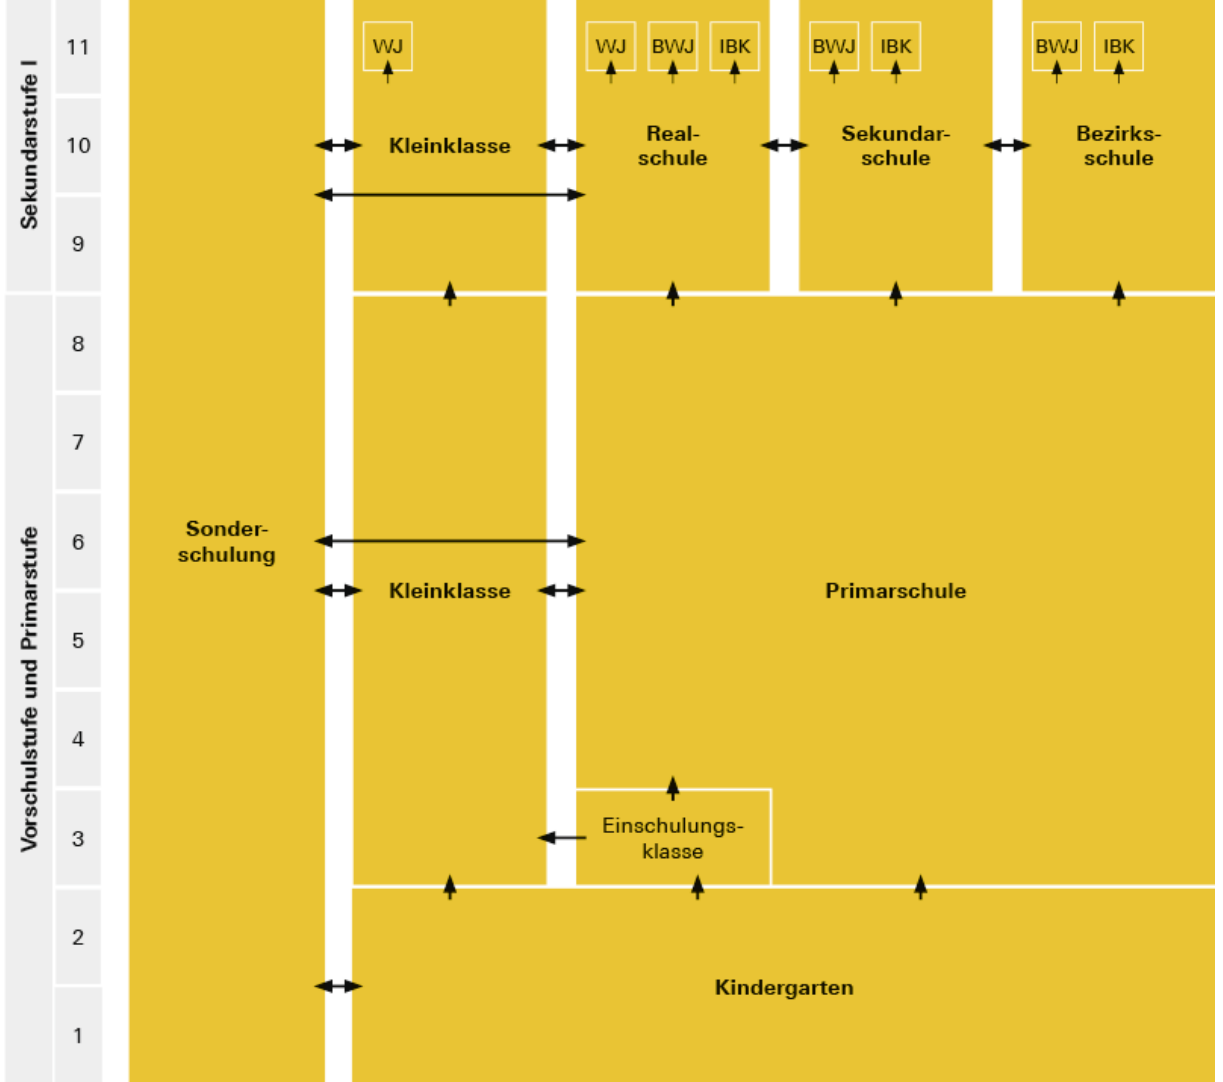 Sekundarstufe I
11
10
9
WJ
WJ
BWJ
IBK
BWJ
IBK
BWJ
IBK
Kleinklasse
Real-
schule
Sekundar-
schule
Bezirks-
schule
Vorschulstufe und Primarstufe
8
7
6
5
4
3
2
1
Sonder-
schulung
Kleinklasse
Primarschule
Einschulungs-
klasse
Kindergarten